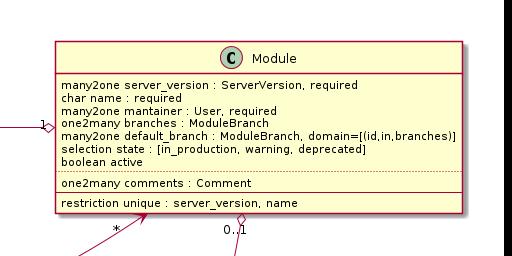 C Module
many2one server_version : ServerVersion, required
char name : required
many2one mantainer : User, required
one2many branches : ModuleBranch
1
many2one default_branch : ModuleBranch, domain=[(id,in,branches)]
selection state : [in_production, warning, deprecated]
boolean active
one2many comments : Comment
restriction unique : server_version, name
* 0..1